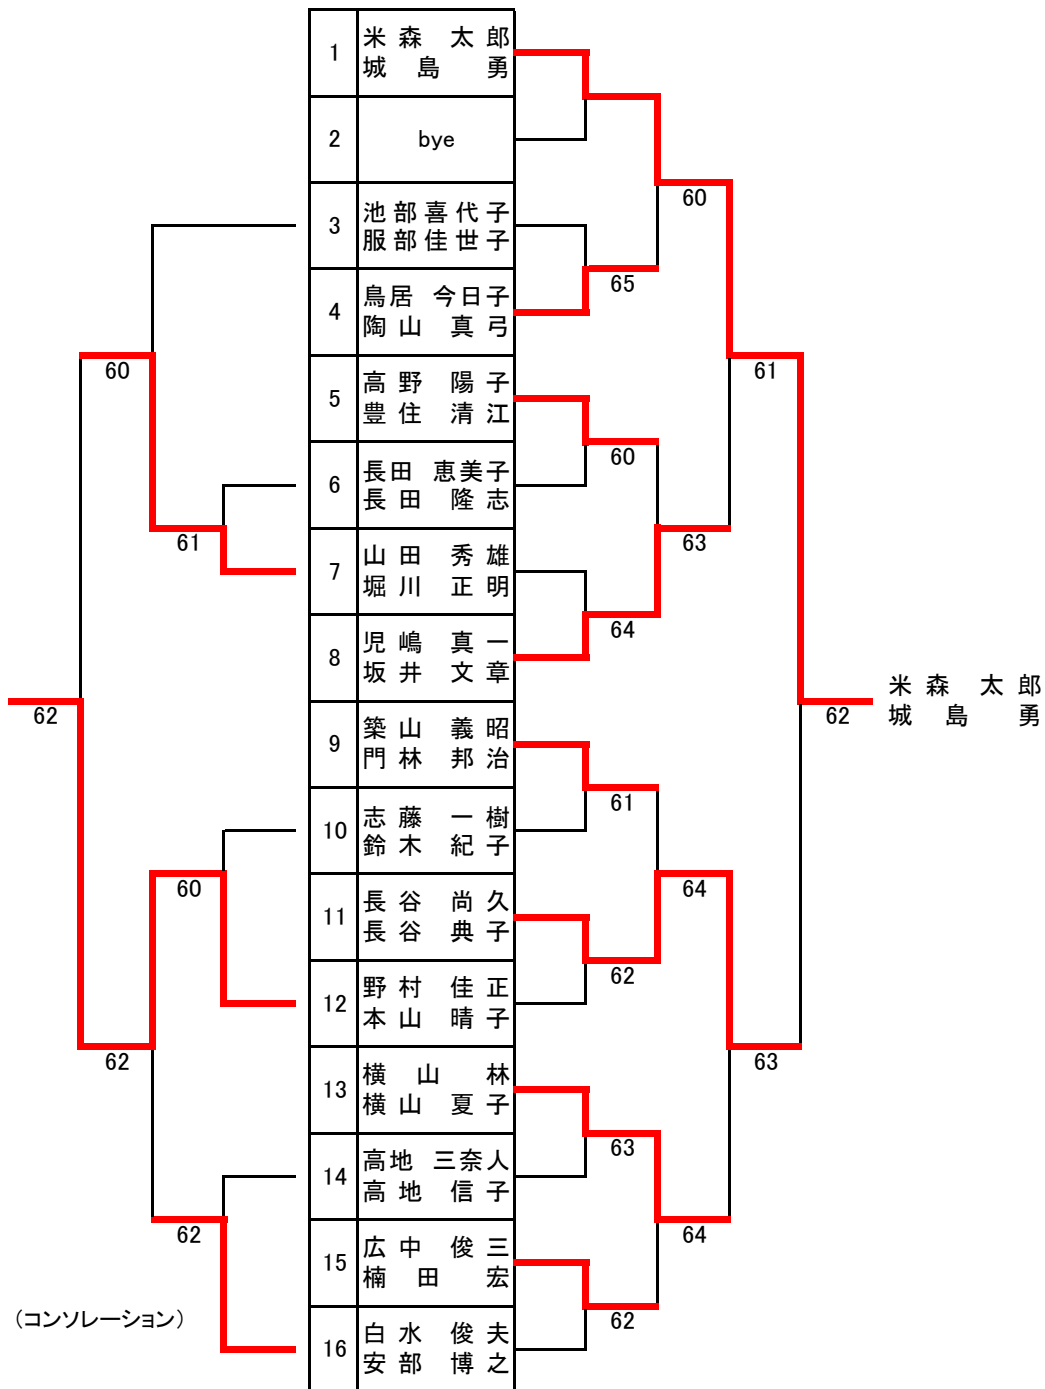 1 米森 太郎
城島 勇
2 bye
3 池部喜代子
服部佳世子
4 鳥居 今日子
陶山 真弓
5 高野 陽子
豊住 清江
6 長田 恵美子
長田 隆志
7 山田 秀雄
堀川 正明
8 児嶋 真一
坂井 文章
9 築山 義昭
門林 邦治
10 志藤 一樹
鈴木 紀子
11 長谷 尚久
長谷 典子
12 野村 佳正
本山 晴子
13 横山 林
横山 夏子
14 高地 三奈人
高地 信子
15 広中 俊三
楠田 宏
16 白水 俊夫
安部 博之
60
61
62
60
62
62
(コンソレーション)
65
60
64
61
62
63
62
60
63
64
64
61
63
62
米森 太郎
城島 勇